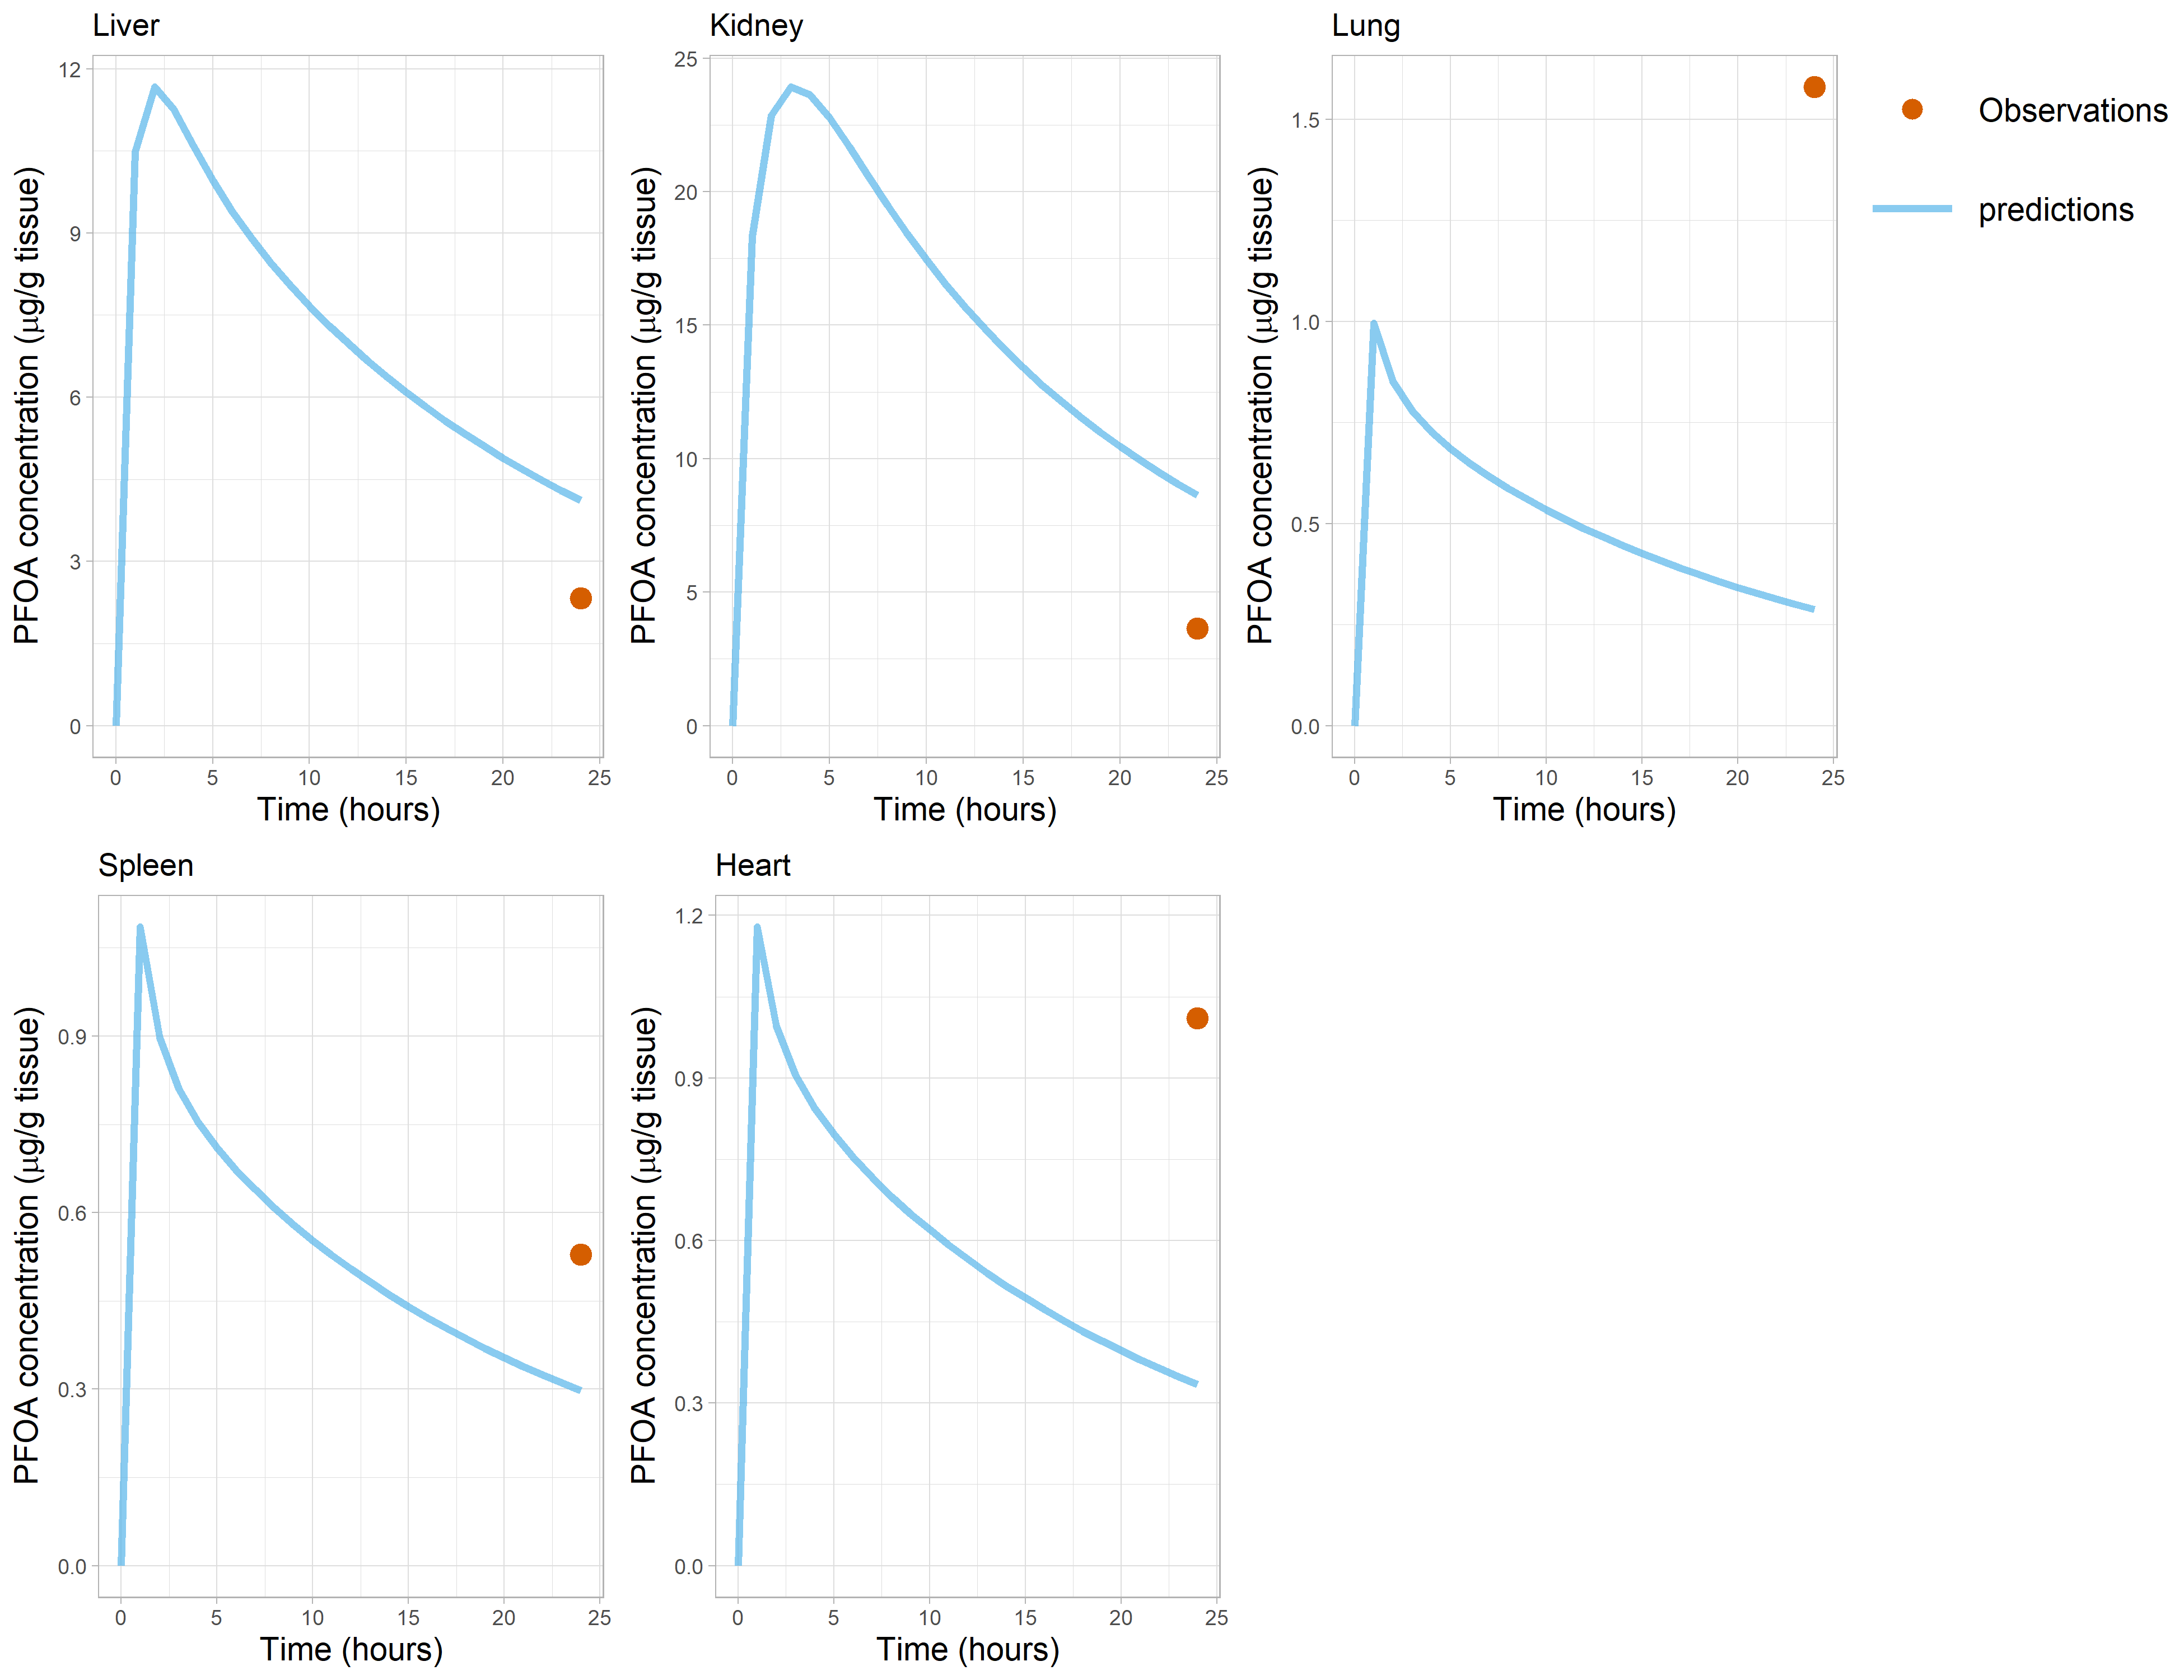 Liver
12
9
6
3
0
PFOA concentration (μg/g tissue)
0 5 10 15 20 25
Time (hours)
Kidney
25
20
15
10
5
0
PFOA concentration (μg/g tissue)
0 5 10 15 20 25
Time (hours)
Lung
1.5
1.0
0.5
0.0
PFOA concentration (μg/g tissue)
0 5 10 15 20 25
Time (hours)
Observations
predictions
Spleen
0.9
0.6
0.3
0.0
PFOA concentration (μg/g tissue)
0 5 10 15 20 25
Time (hours)
Heart
1.2
0.9
0.6
0.3
0.0
PFOA concentration (μg/g tissue)
0 5 10 15 20 25
Time (hours)